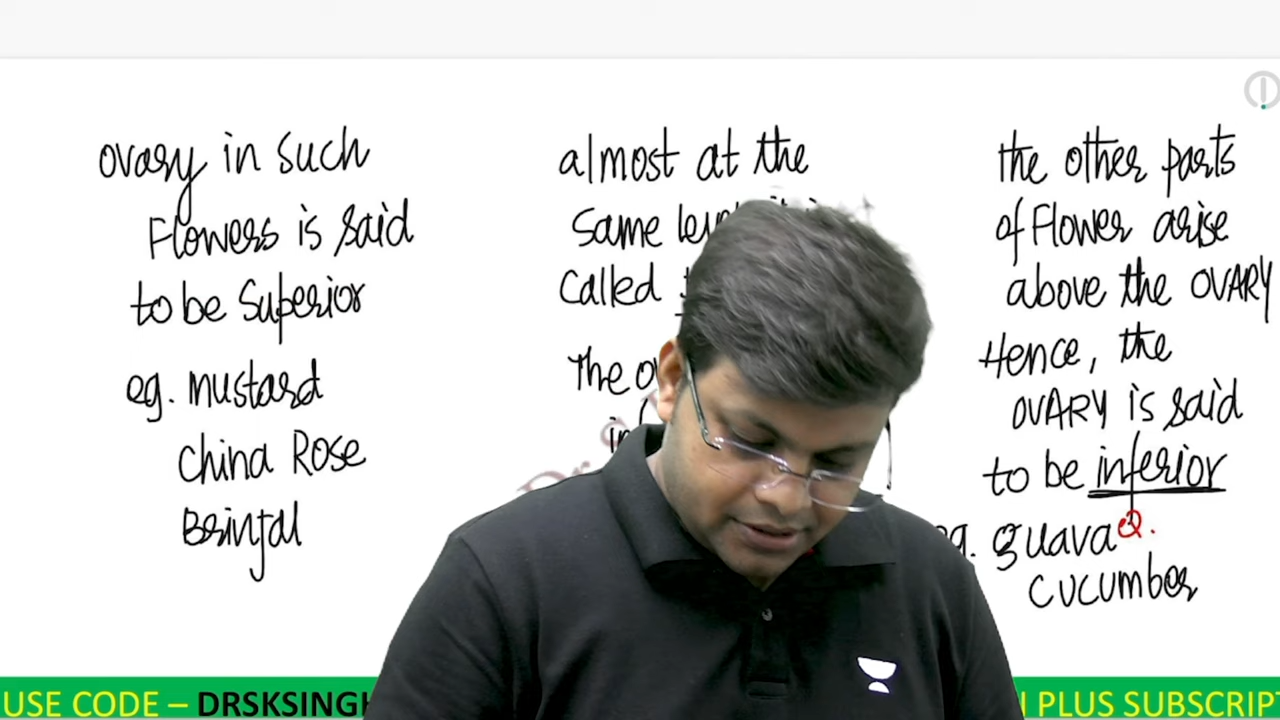 ovary in such
Flowers is said
to be Superior
eg. mustard
China Rose
Brinjal
almost at the
Same
Called
The
the other parts
of Flower arise
above the OVARY
Hence, the
OVARY is said
to be inferior
eg. guava Q.
cucumber
USE CODE – DRSKSINGH
PLUS SUBSCRIPT